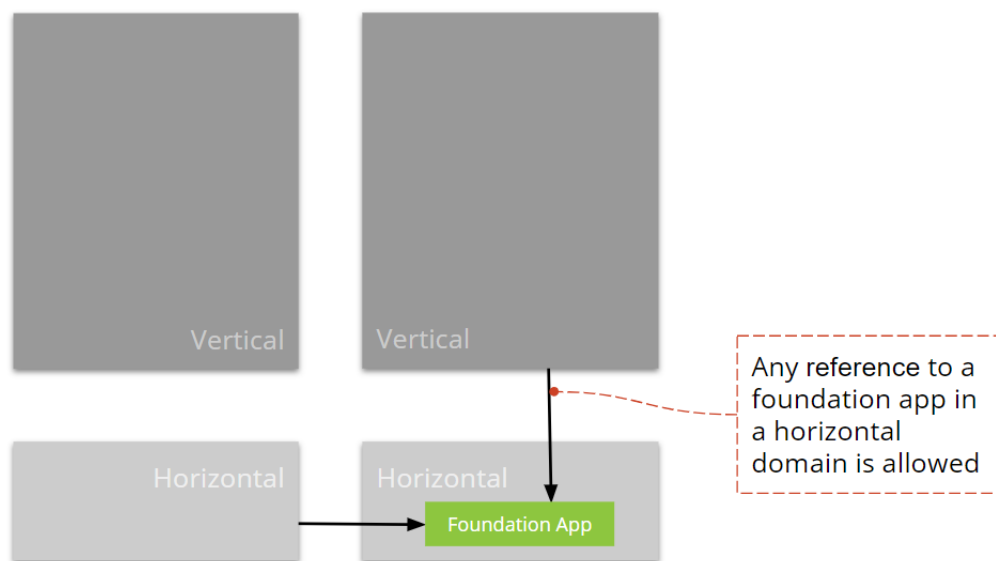 Vertical
Vertical
Any reference to a
foundation app in
a horizontal
domain is allowed
Horizontal
Horizontal
Foundation App